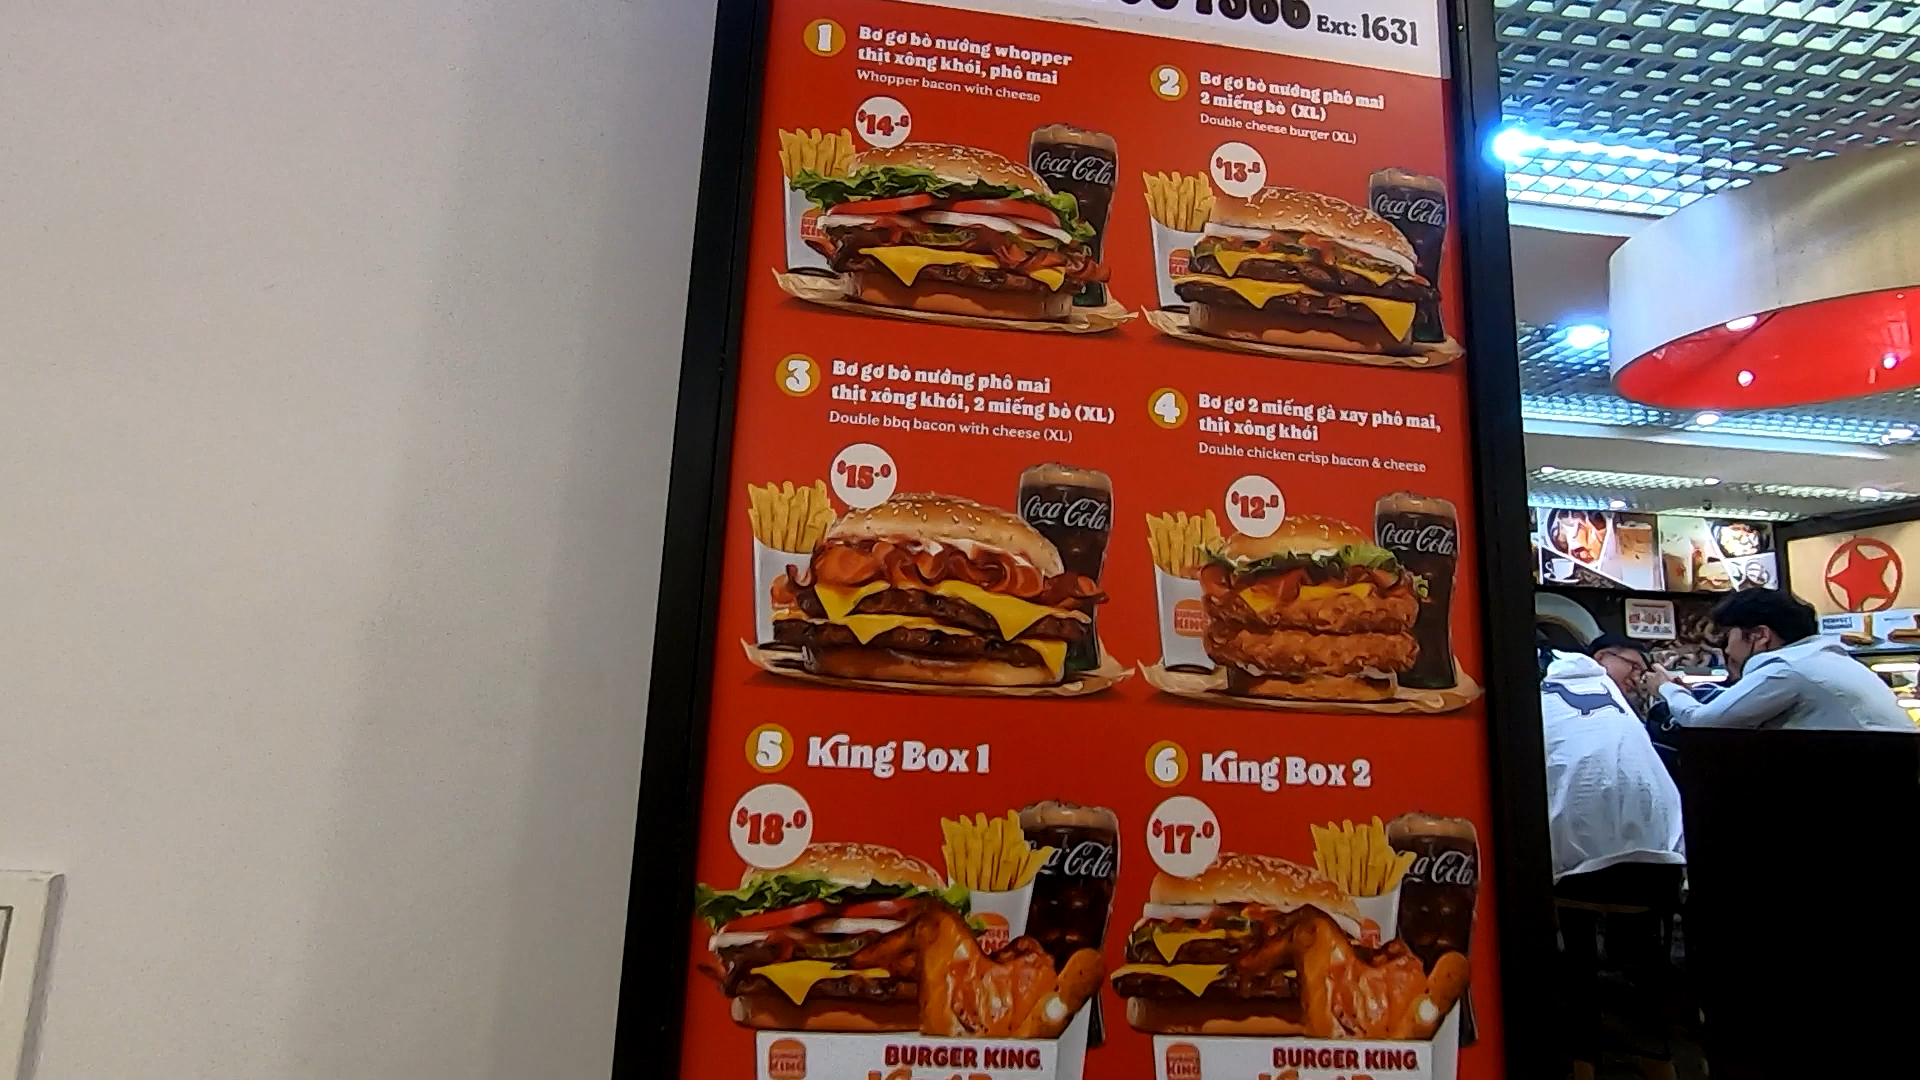 Ext: 1631
1
Bơ gơ bò nướng whopper
thịt xông khói, phô mai
Whopper bacon with cheese
$14.5
Coca-Cola
2
Bơ gơ bò nướng phô mai
2 miếng bò (XL)
Double cheese burger (XL)
$13.5
Coca-Cola
3
Bơ gơ bò nướng phô mai
thịt xông khói, 2 miếng bò (XL)
Double bbq bacon with cheese (XL)
$15.0
Coca-Cola
4
Bơ gơ 2 miếng gà xay phô mai,
thịt xông khói
Double chicken crisp bacon & cheese
$12.5
Coca-Cola
BURGER KING
5
King Box 1
$18.0
a-Cola
BURGER KING
6
King Box 2
$17.0
a-Cola
BURGER KING